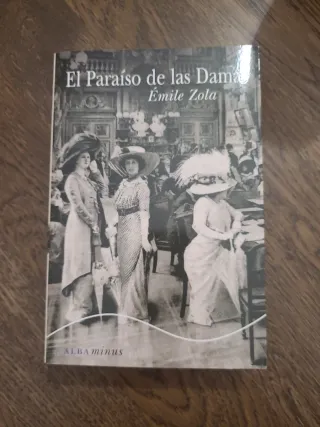 El Paraíso de las Damas
Émile Zola
ALBA minus